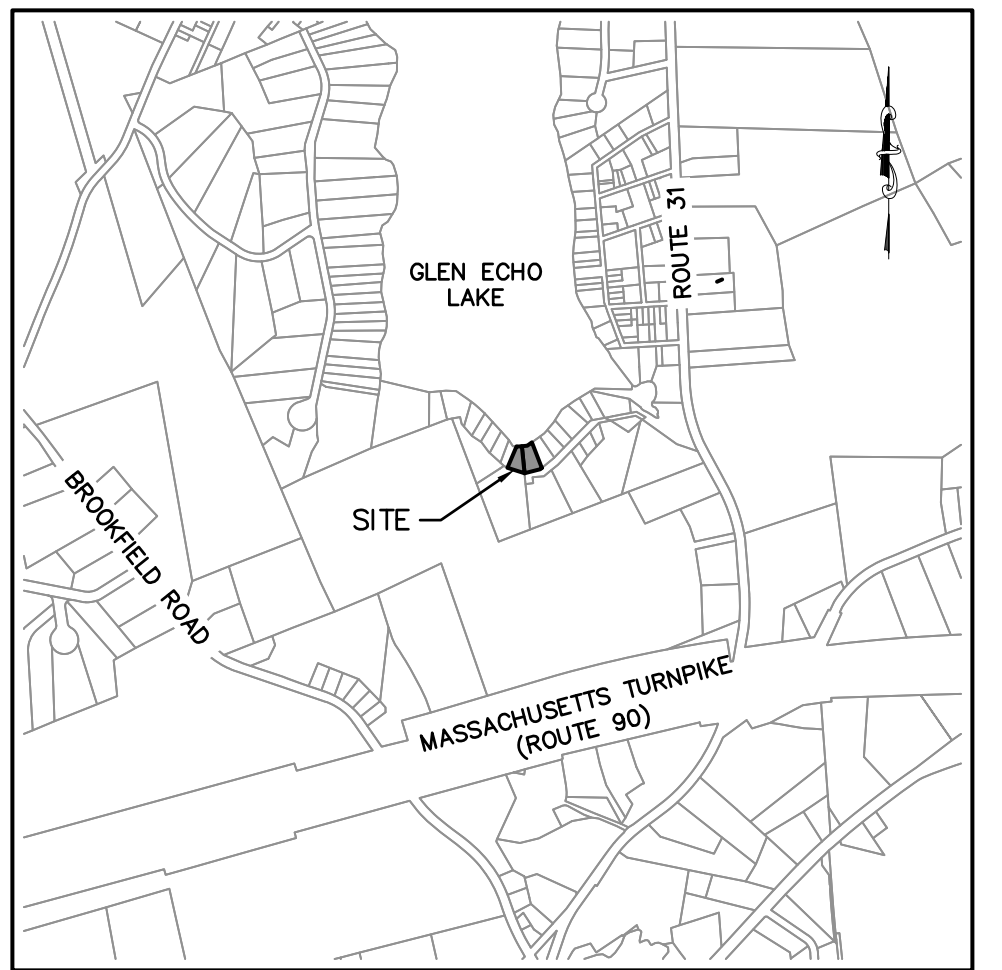 GLEN ECHO
LAKE
ROUTE 31
SITE
BROOKFIELD ROAD
MASSACHUSETTS TURNPIKE
(ROUTE 90)